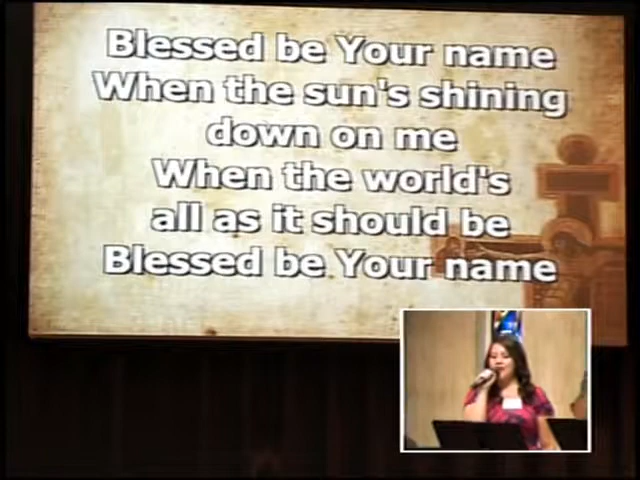 Blessed be Your name
When the sun's shining
down on me
When the world's
all as it should be
Blessed be Your name